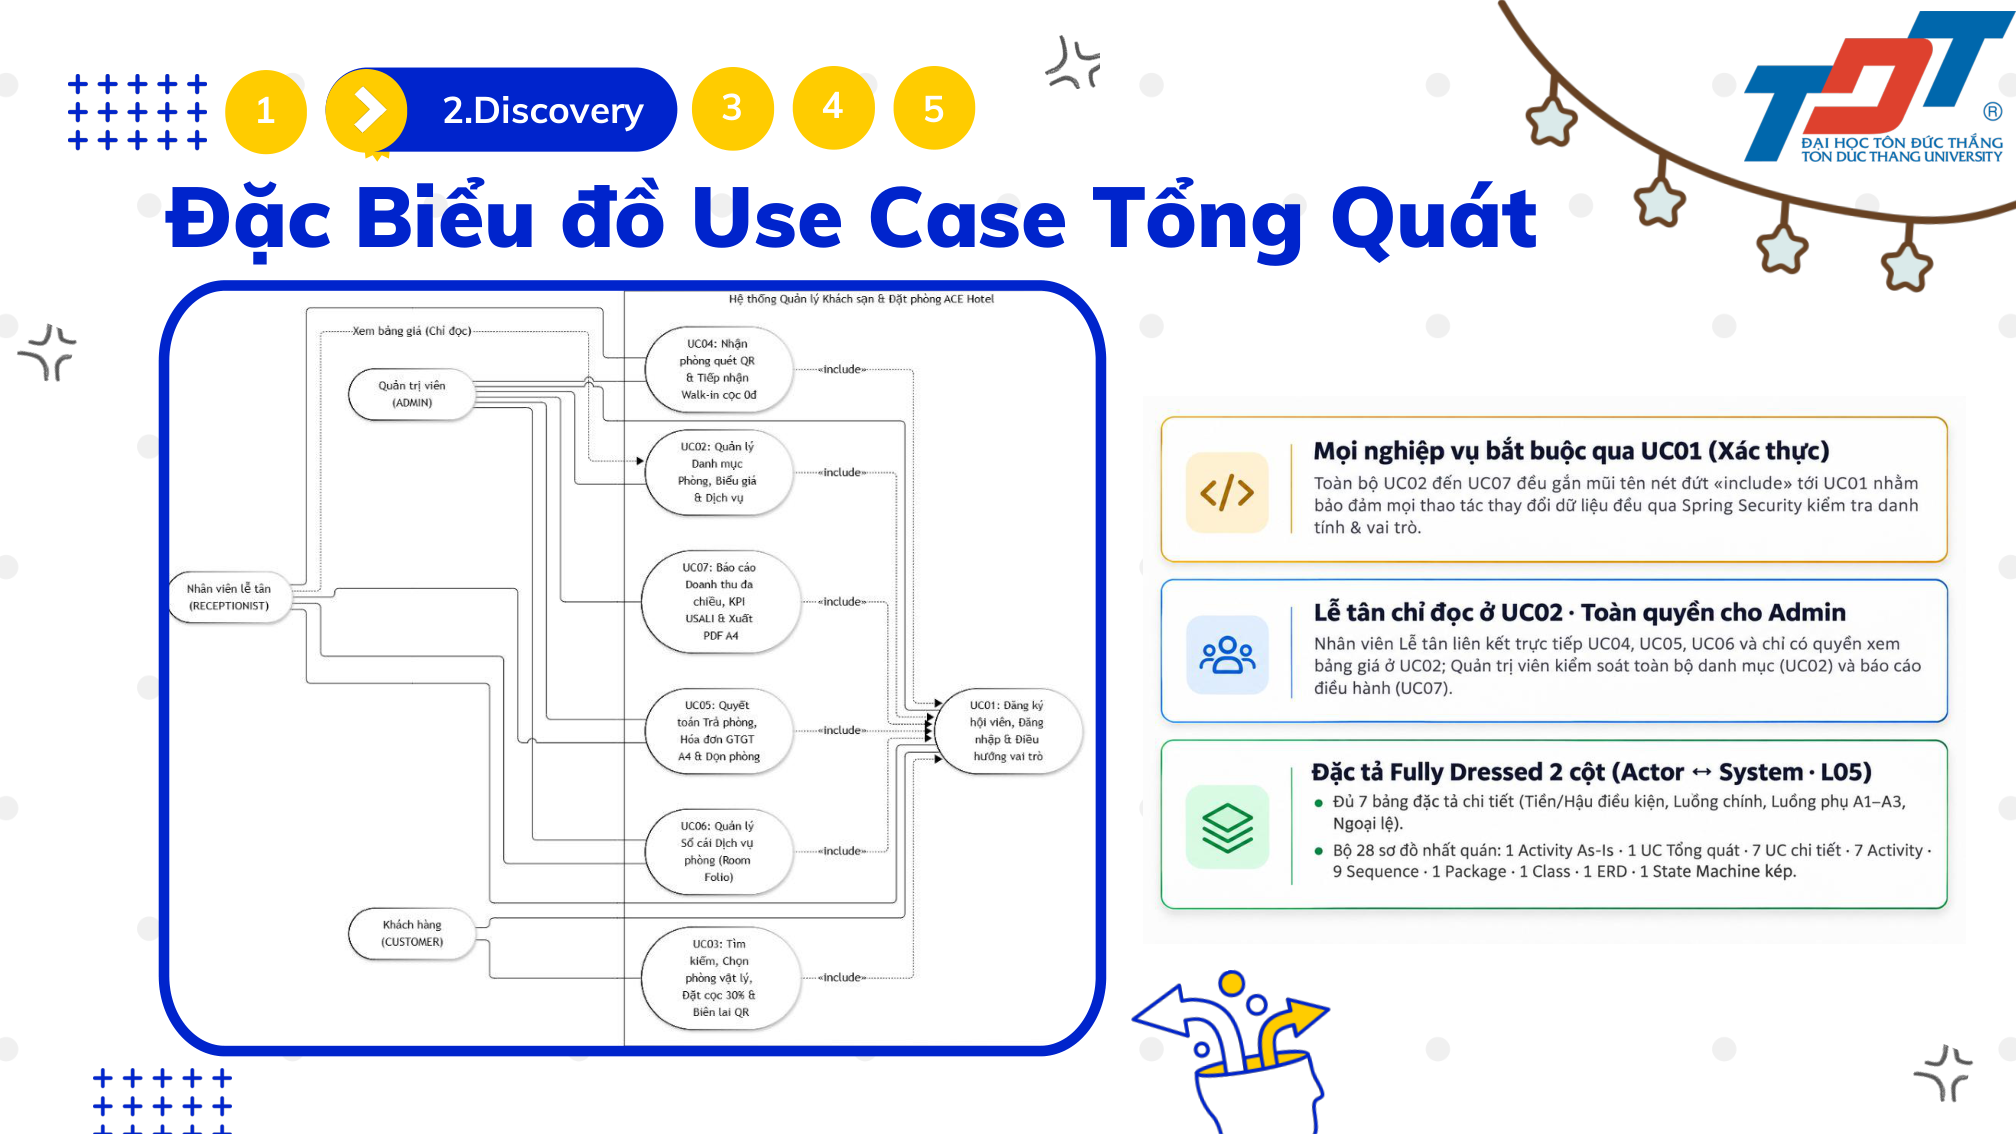 1
2.Discovery
3
4
5
®
ĐẠI HỌC TÔN ĐỨC THẮNG
TON DUC THANG UNIVERSITY
Đặc Biểu đồ Use Case Tổng Quát
Hệ thống Quản lý Khách sạn & Đặt phòng ACE Hotel
Xem bảng giá (Chỉ đọc)
Quản trị viên
(ADMIN)
Nhân viên lễ tân
(RECEPTIONIST)
Khách hàng
(CUSTOMER)
UC04: Nhận
phòng quét QR
& Tiếp nhận
Walk-in cọc 0đ
«include»
UC02: Quản lý
Danh mục
Phòng, Biểu giá
& Dịch vụ
«include»
UC07: Báo cáo
Doanh thu đa
chiều, KPI
USALI & Xuất
PDF A4
«include»
UC05: Quyết
toán Trả phòng,
Hóa đơn GTGT
A4 & Dọn phòng
«include»
UC06: Quản lý
Sổ cái Dịch vụ
phòng (Room
Folio)
«include»
UC03: Tìm
kiếm, Chọn
phòng vật lý,
Đặt cọc 30% &
Biên lai QR
«include»
UC01: Đăng ký
hội viên, Đăng
nhập & Điều
hướng vai trò
Mọi nghiệp vụ bắt buộc qua UC01 (Xác thực)
Toàn bộ UC02 đến UC07 đều gắn mũi tên nét đứt «include» tới UC01 nhằm
bảo đảm mọi thao tác thay đổi dữ liệu đều qua Spring Security kiểm tra danh
tính & vai trò.
Lễ tân chỉ đọc ở UC02 · Toàn quyền cho Admin
Nhân viên Lễ tân liên kết trực tiếp UC04, UC05, UC06 và chỉ có quyền xem
bảng giá ở UC02; Quản trị viên kiểm soát toàn bộ danh mục (UC02) và báo cáo
điều hành (UC07).
Đặc tả Fully Dressed 2 cột (Actor ↔ System · L05)
Đủ 7 bảng đặc tả chi tiết (Tiền/Hậu điều kiện, Luồng chính, Luồng phụ A1–A3,
Ngoại lệ).
Bộ 28 sơ đồ nhất quán: 1 Activity As-Is · 1 UC Tổng quát · 7 UC chi tiết · 7 Activity ·
9 Sequence · 1 Package · 1 Class · 1 ERD · 1 State Machine kép.